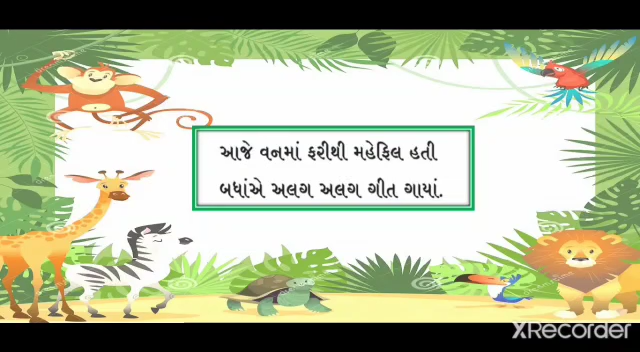 આજે વનમાં ફરીથી મહેફિલ હતી
બધાંએ અલગ અલગ ગીત ગાયાં.
XRecorder